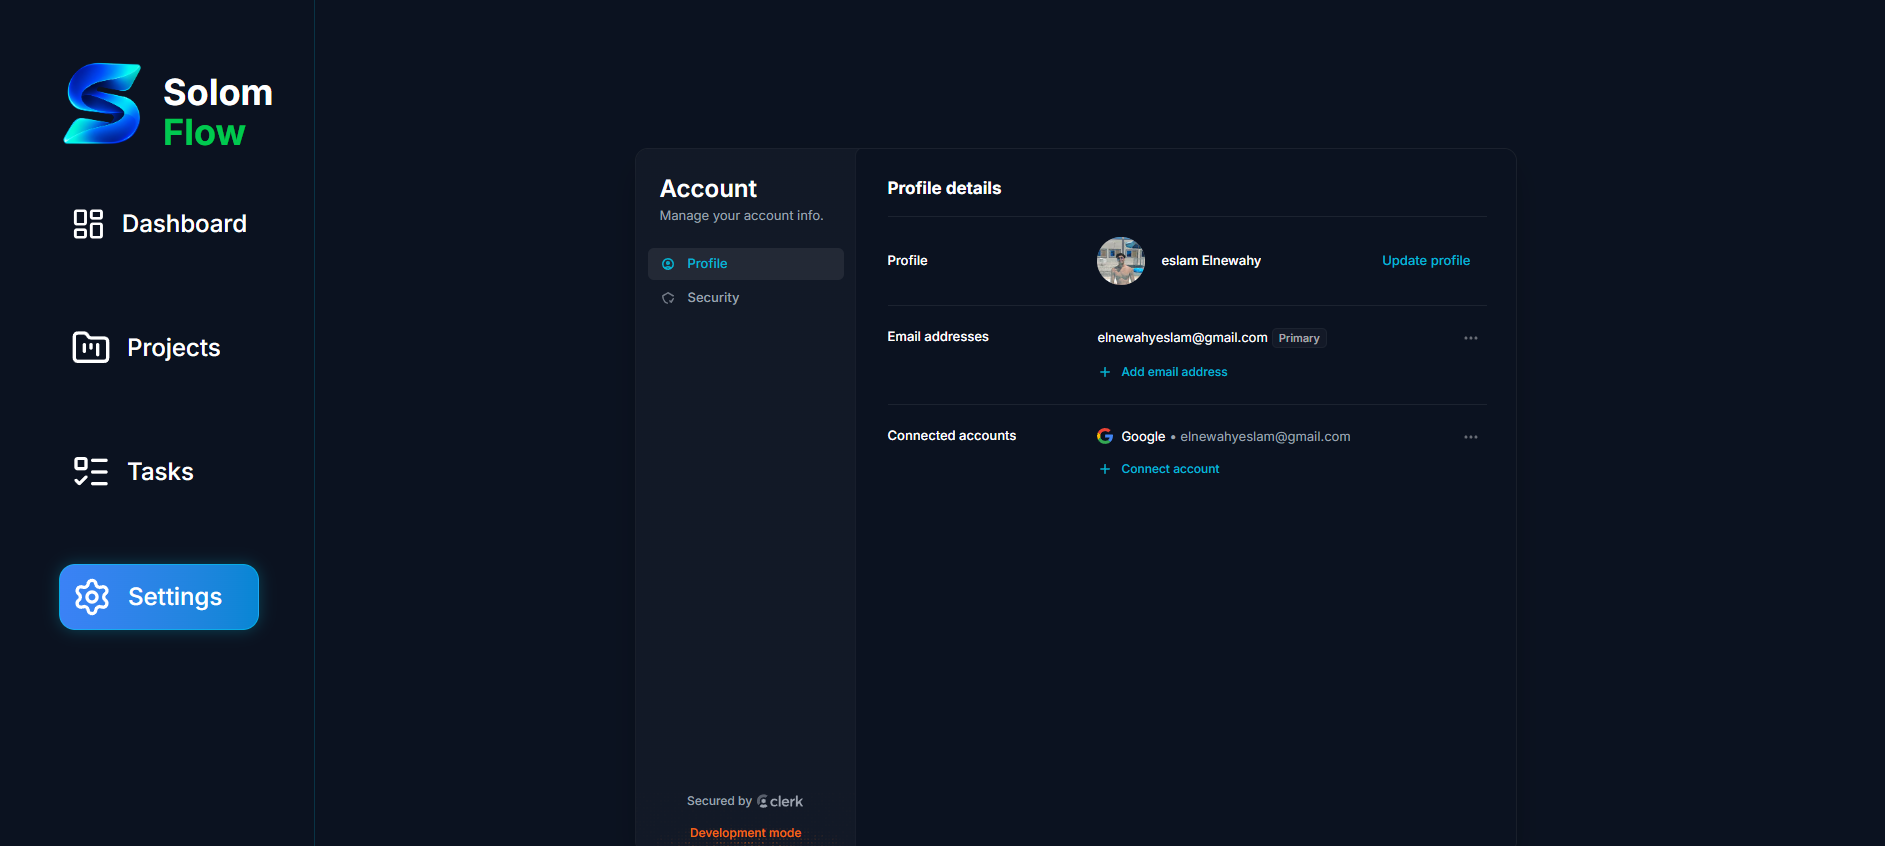 Solom
Flow
Dashboard
Projects
Tasks
Settings
Account
Manage your account info.
Profile
Security
Secured by clerk
Development mode
Profile details
Profile
eslam Elnewahy
Update profile
Email addresses
elnewahyeslam@gmail.com Primary
Add email address
Connected accounts
Google • elnewahyeslam@gmail.com
Connect account